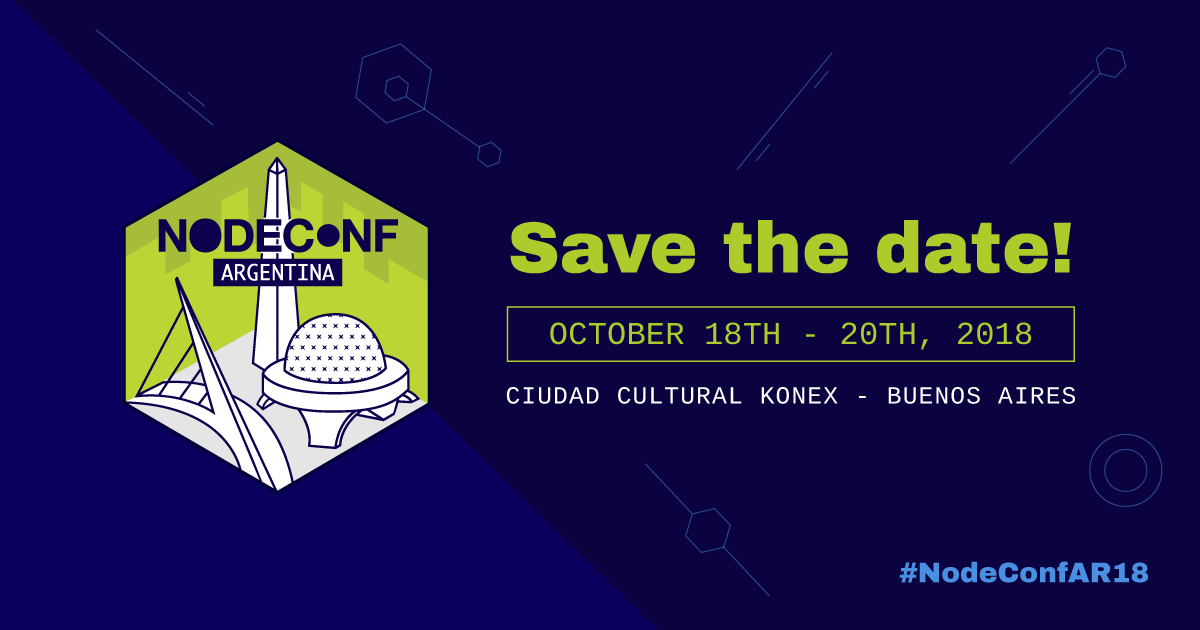 NODECONF
ARGENTINA
Save the date!
OCTOBER 18TH - 20TH, 2018
CIUDAD CULTURAL KONEX - BUENOS AIRES
#NodeConfAR18